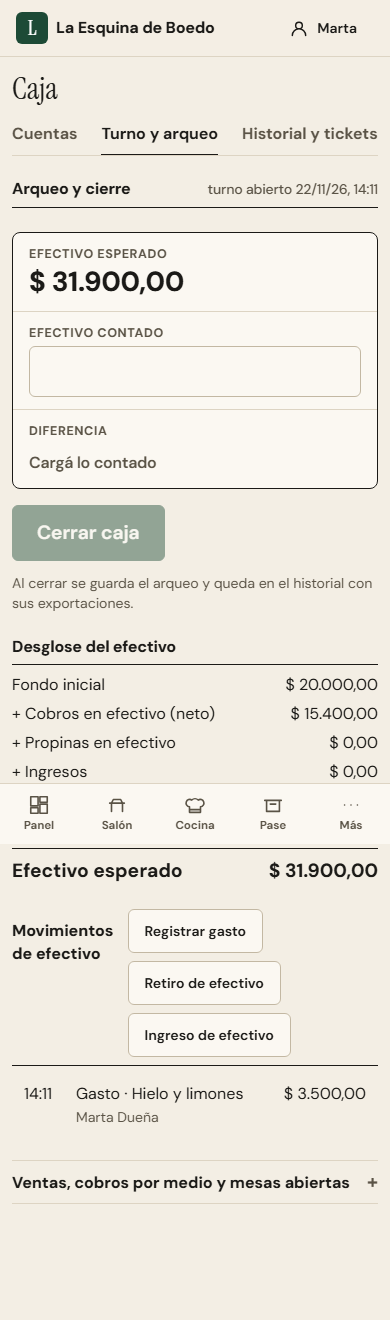 L La Esquina de Boedo Marta
Caja
Cuentas Turno y arqueo Historial y tickets
Arqueo y cierre turno abierto 22/11/26, 14:11
EFECTIVO ESPERADO
$ 31.900,00
EFECTIVO CONTADO
DIFERENCIA
Cargá lo contado
Cerrar caja
Al cerrar se guarda el arqueo y queda en el historial con
sus exportaciones.
Desglose del efectivo
Fondo inicial $ 20.000,00
+ Cobros en efectivo (neto) $ 15.400,00
+ Propinas en efectivo $ 0,00
+ Ingresos $ 0,00
Panel Salón Cocina Pase Más
Efectivo esperado $ 31.900,00
Movimientos
de efectivo
Registrar gasto
Retiro de efectivo
Ingreso de efectivo
14:11 Gasto · Hielo y limones $ 3.500,00
Marta Dueña
Ventas, cobros por medio y mesas abiertas +